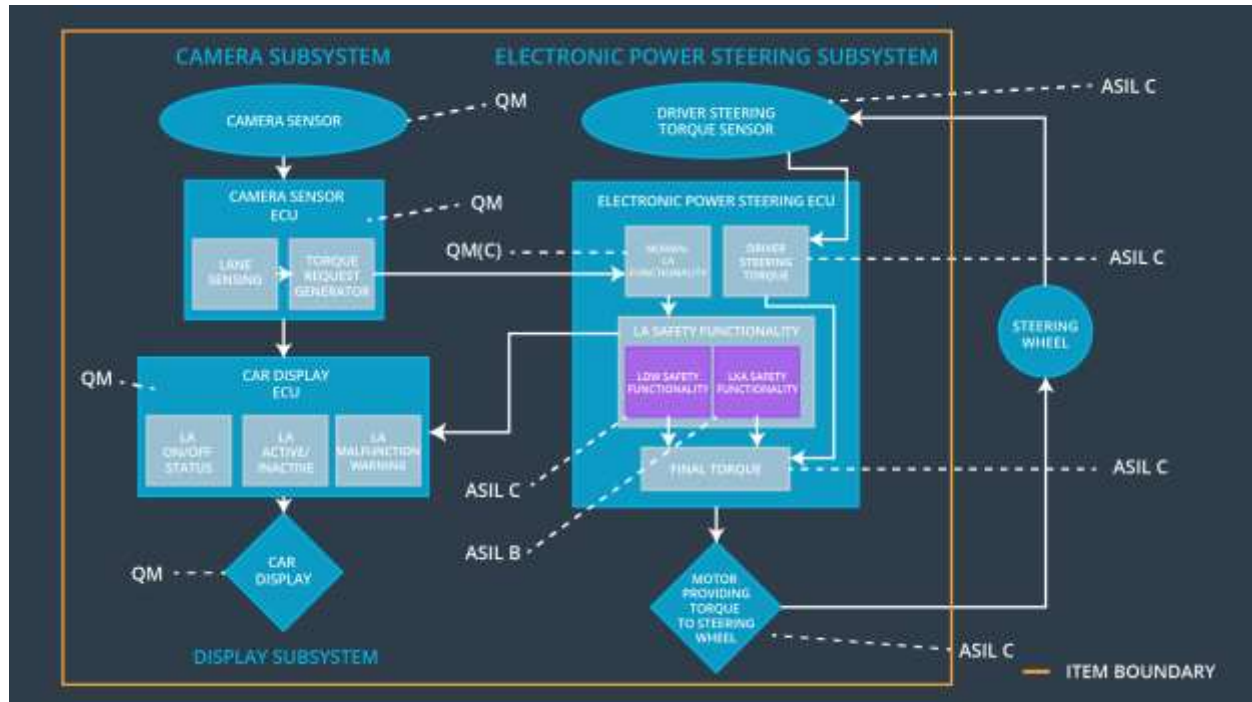 CAMERA SUBSYSTEM
ELECTRONIC POWER STEERING SUBSYSTEM
QM
ASIL C
CAMERA SENSOR
DRIVER STEERING
TORQUE SENSOR
CAMERA SENSOR
ECU
QM
ELECTRONIC POWER STEERING ECU
LANE
SENSING
TORQUE
REQUEST
GENERATOR
QM(C)
NORMAL
LA
FUNCTIONALITY
DRIVER
STEERING
TORQUE
ASIL C
LA SAFETY FUNCTIONALITY
STEERING
WHEEL
QM
CAR DISPLAY
ECU
LDW SAFETY
FUNCTIONALITY
LKA SAFETY
FUNCTIONALITY
LA
ON/OFF
STATUS
LA
ACTIVE/
INACTIVE
LA
MALFUNCTION
WARNING
FINAL TORQUE
ASIL C
ASIL C
ASIL B
QM
CAR
DISPLAY
MOTOR
PROVIDING
TORQUE
TO STEERING
WHEEL
DISPLAY SUBSYSTEM
ASIL C
ITEM BOUNDARY